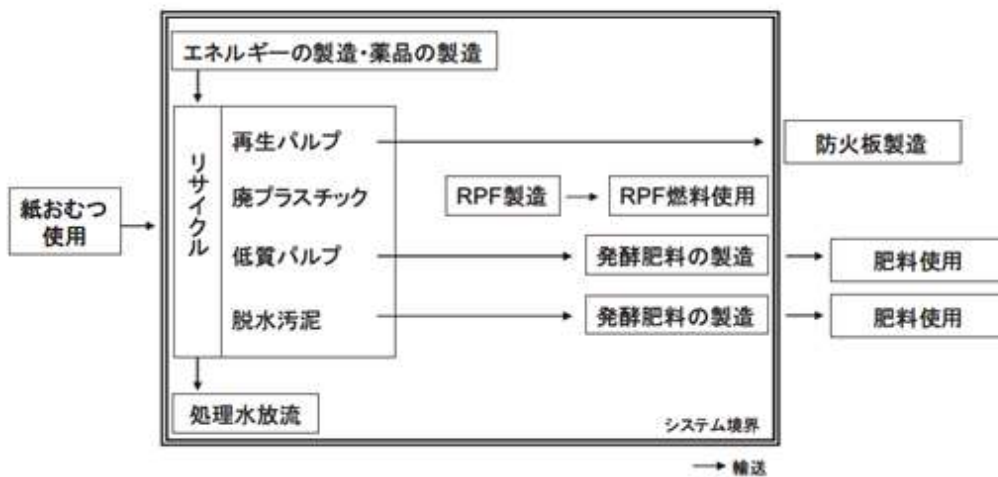 エネルギーの製造・薬品の製造
リサイクル
再生パルプ
防火板製造
廃プラスチック
RPF製造
RPF燃料使用
紙おむつ
使用
低質パルプ
発酵肥料の製造
肥料使用
脱水汚泥
発酵肥料の製造
肥料使用
処理水放流
システム境界
輸送